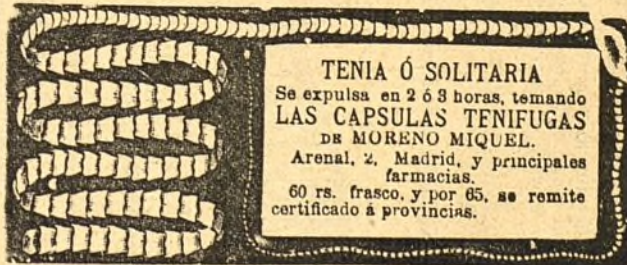 TENIA Ó SOLITARIA
Se expulsa en 2 ó 3 horas, temando
LAS CAPSULAS TENIFUGAS
DE MORENO MIQUEL.
Arenal, 2, Madrid, y principales
farmacias.
60 rs. frasco, y por 65, se remite
certificado á provincias.